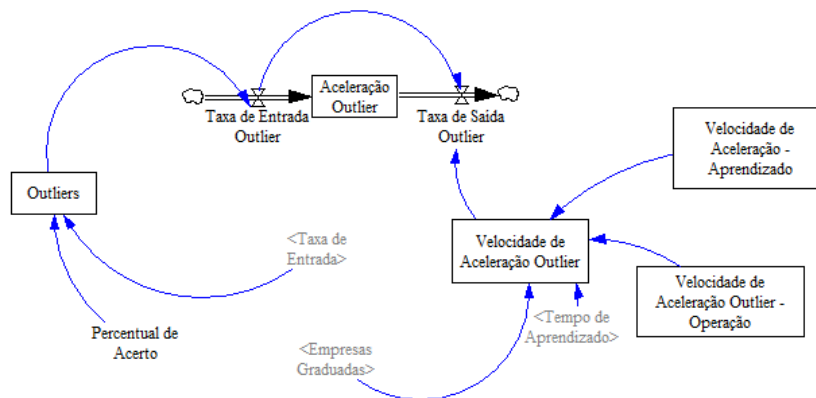 Aceleração
Outlier
Taxa de Entrada
Outlier
Taxa de Saída
Outlier
Velocidade de
Aceleração -
Aprendizado
Outliers
<Taxa de
Entrada>
Velocidade de
Aceleração Outlier
Velocidade de
Aceleração Outlier -
Operação
Percentual de
Acerto
<Tempo de
Aprendizado>
<Empresas
Graduadas>